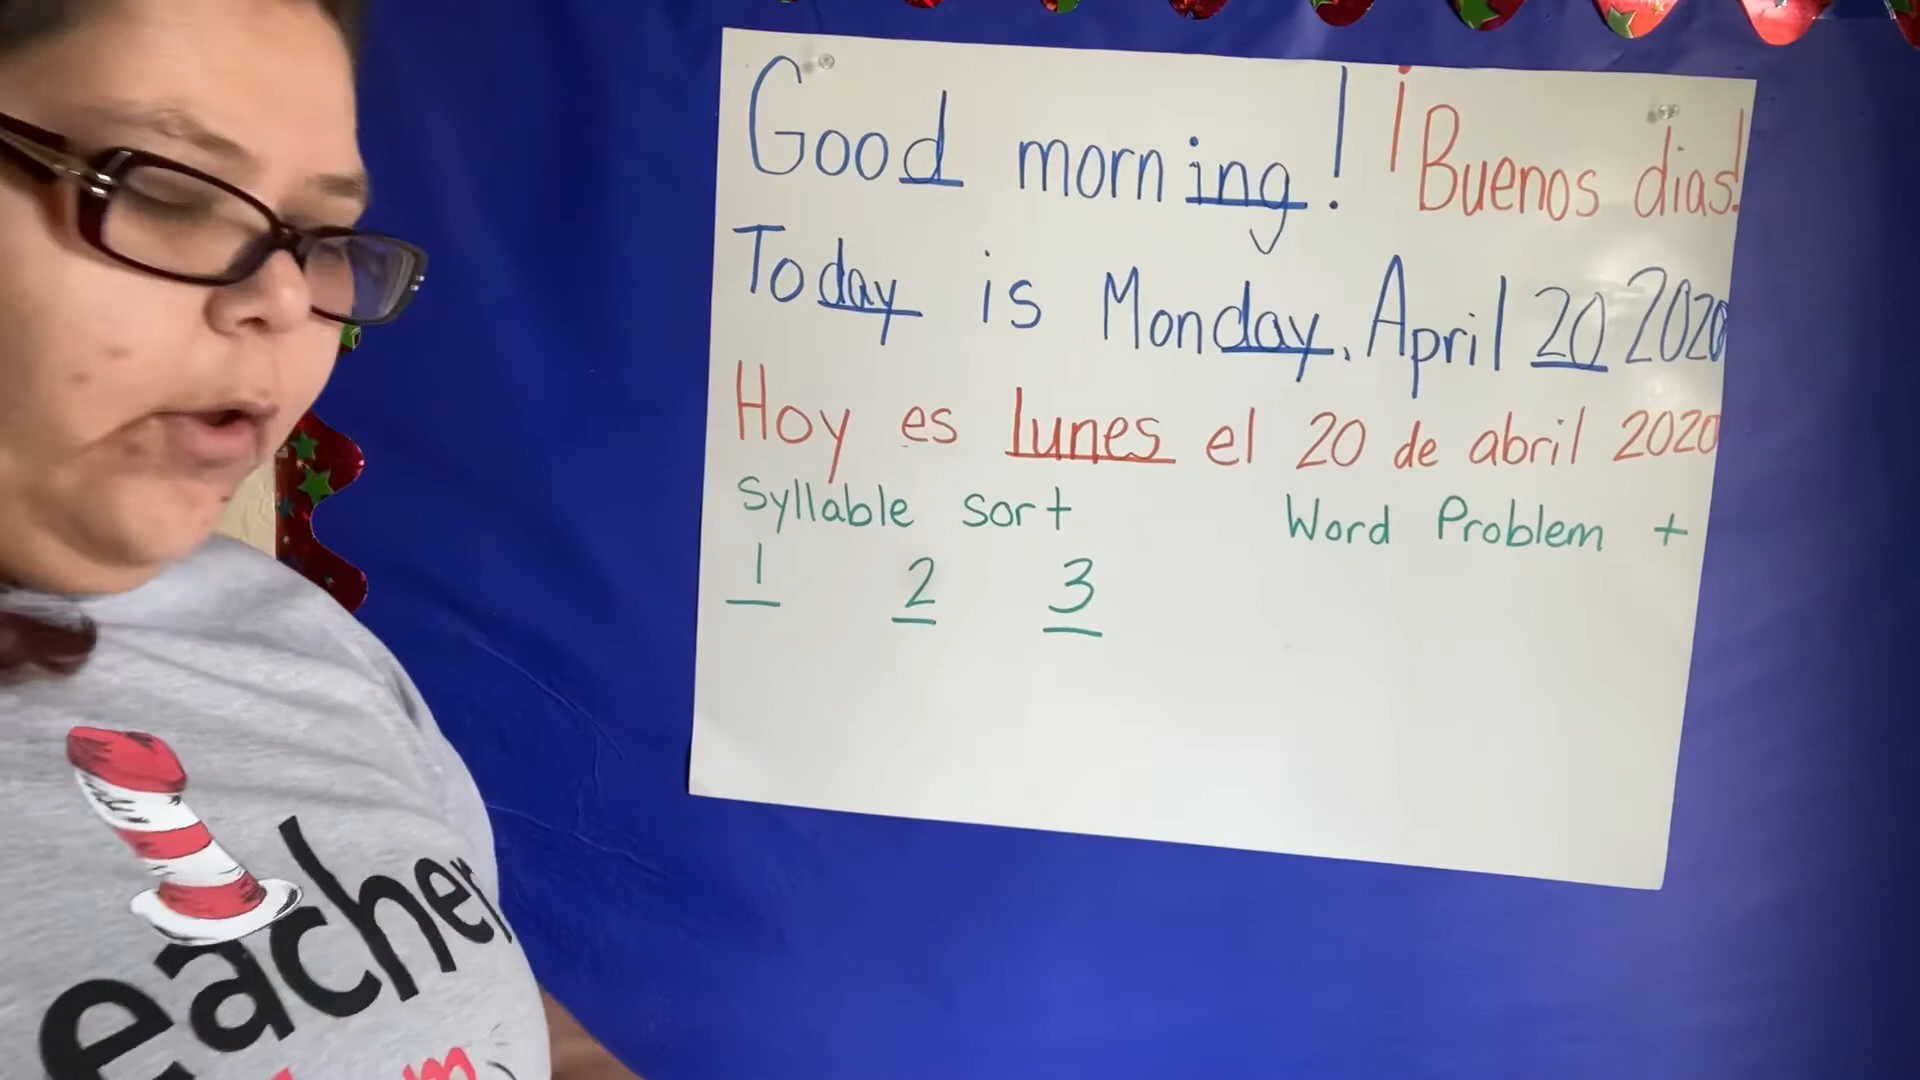 Good morning! ¡Buenos dias!
Today is Monday, April 20 2020
Hoy es lunes el 20 de abril 2020
Syllable sort Word Problem +
1 2 3
eacher